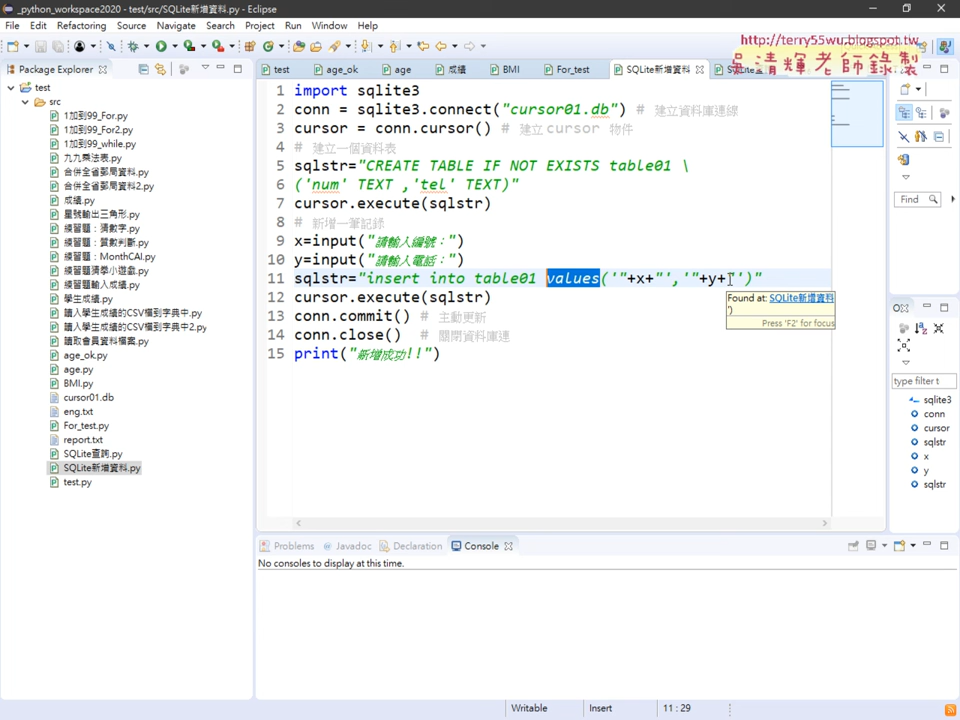 _python_workspace2020 - test/src/SQLite新增資料.py - Eclipse
File Edit Refactoring Source Navigate Search Project Run Window Help
http://terry55wu.blogspot.tw
吳清輝老師錄製
Package Explorer
test age_ok age 成績 BMI For_test SQLite新增資料
test
src
1加到99_For.py
1加到99_For2.py
1加到99_while.py
九九乘法表.py
合併全省郵局資料.py
合併全省郵局資料2.py
成績.py
星號輸出三角形.py
練習題：猜數字.py
練習題：質數判斷.py
練習題：MonthCAI.py
練習題猜學小遊戲.py
學生成績.py
讀入學生成績的CSV檔到字典中.py
讀入學生成績的CSV檔到字典中2.py
讀取會員資料檔案.py
age_ok.py
age.py
BMI.py
cursor01.db
eng.txt
For_test.py
report.txt
SQLite查詢.py
SQLite新增資料.py
test.py
1 import sqlite3
2 conn = sqlite3.connect("cursor01.db") # 建立資料庫連線
3 cursor = conn.cursor() # 建立 cursor 物件
4 # 建立一個資料表
5 sqlstr="CREATE TABLE IF NOT EXISTS table01 \
6 ('num' TEXT ,'tel' TEXT)"
7 cursor.execute(sqlstr)
8 # 新增一筆記錄
9 x=input("請輸入編號：")
10 y=input("請輸入電話：")
11 sqlstr="insert into table01 values('"+x+"','"+y+"')"
12 cursor.execute(sqlstr)
13 conn.commit() # 主動更新
14 conn.close() # 關閉資料庫連
15 print("新增成功!!")
Found at: SQLite新增資料
')
Press 'F2' for focus
Find
type filter t
sqlite3
conn
cursor
sqlstr
x
y
sqlstr
Problems Javadoc Declaration Console
No consoles to display at this time.
Writable Insert 11 : 29